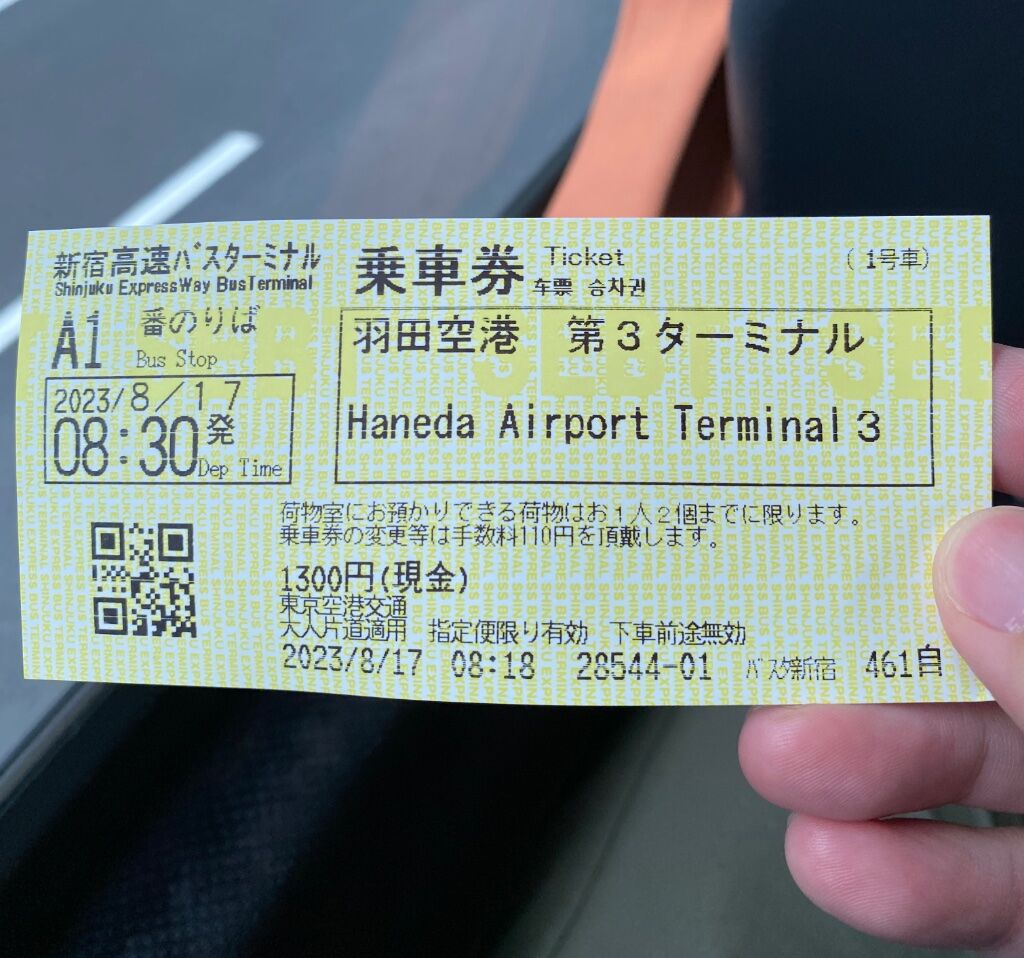 新宿高速バスターミナル
Shinjuku ExpressWay BusTerminal
乗車券 Ticket
车票 승차권
（1号車）
A1 番のりば
Bus Stop
2023/8/17
08:30発
Dep Time
羽田空港 第3ターミナル
Haneda Airport Terminal 3
荷物室にお預かりできる荷物はお1人2個までに限ります。
乗車券の変更等は手数料110円を頂戴します。
1300円(現金)
東京空港交通
大人片道適用 指定便限り有効 下車前途無効
2023/8/17 08:18 28544-01 バスタ新宿 461自